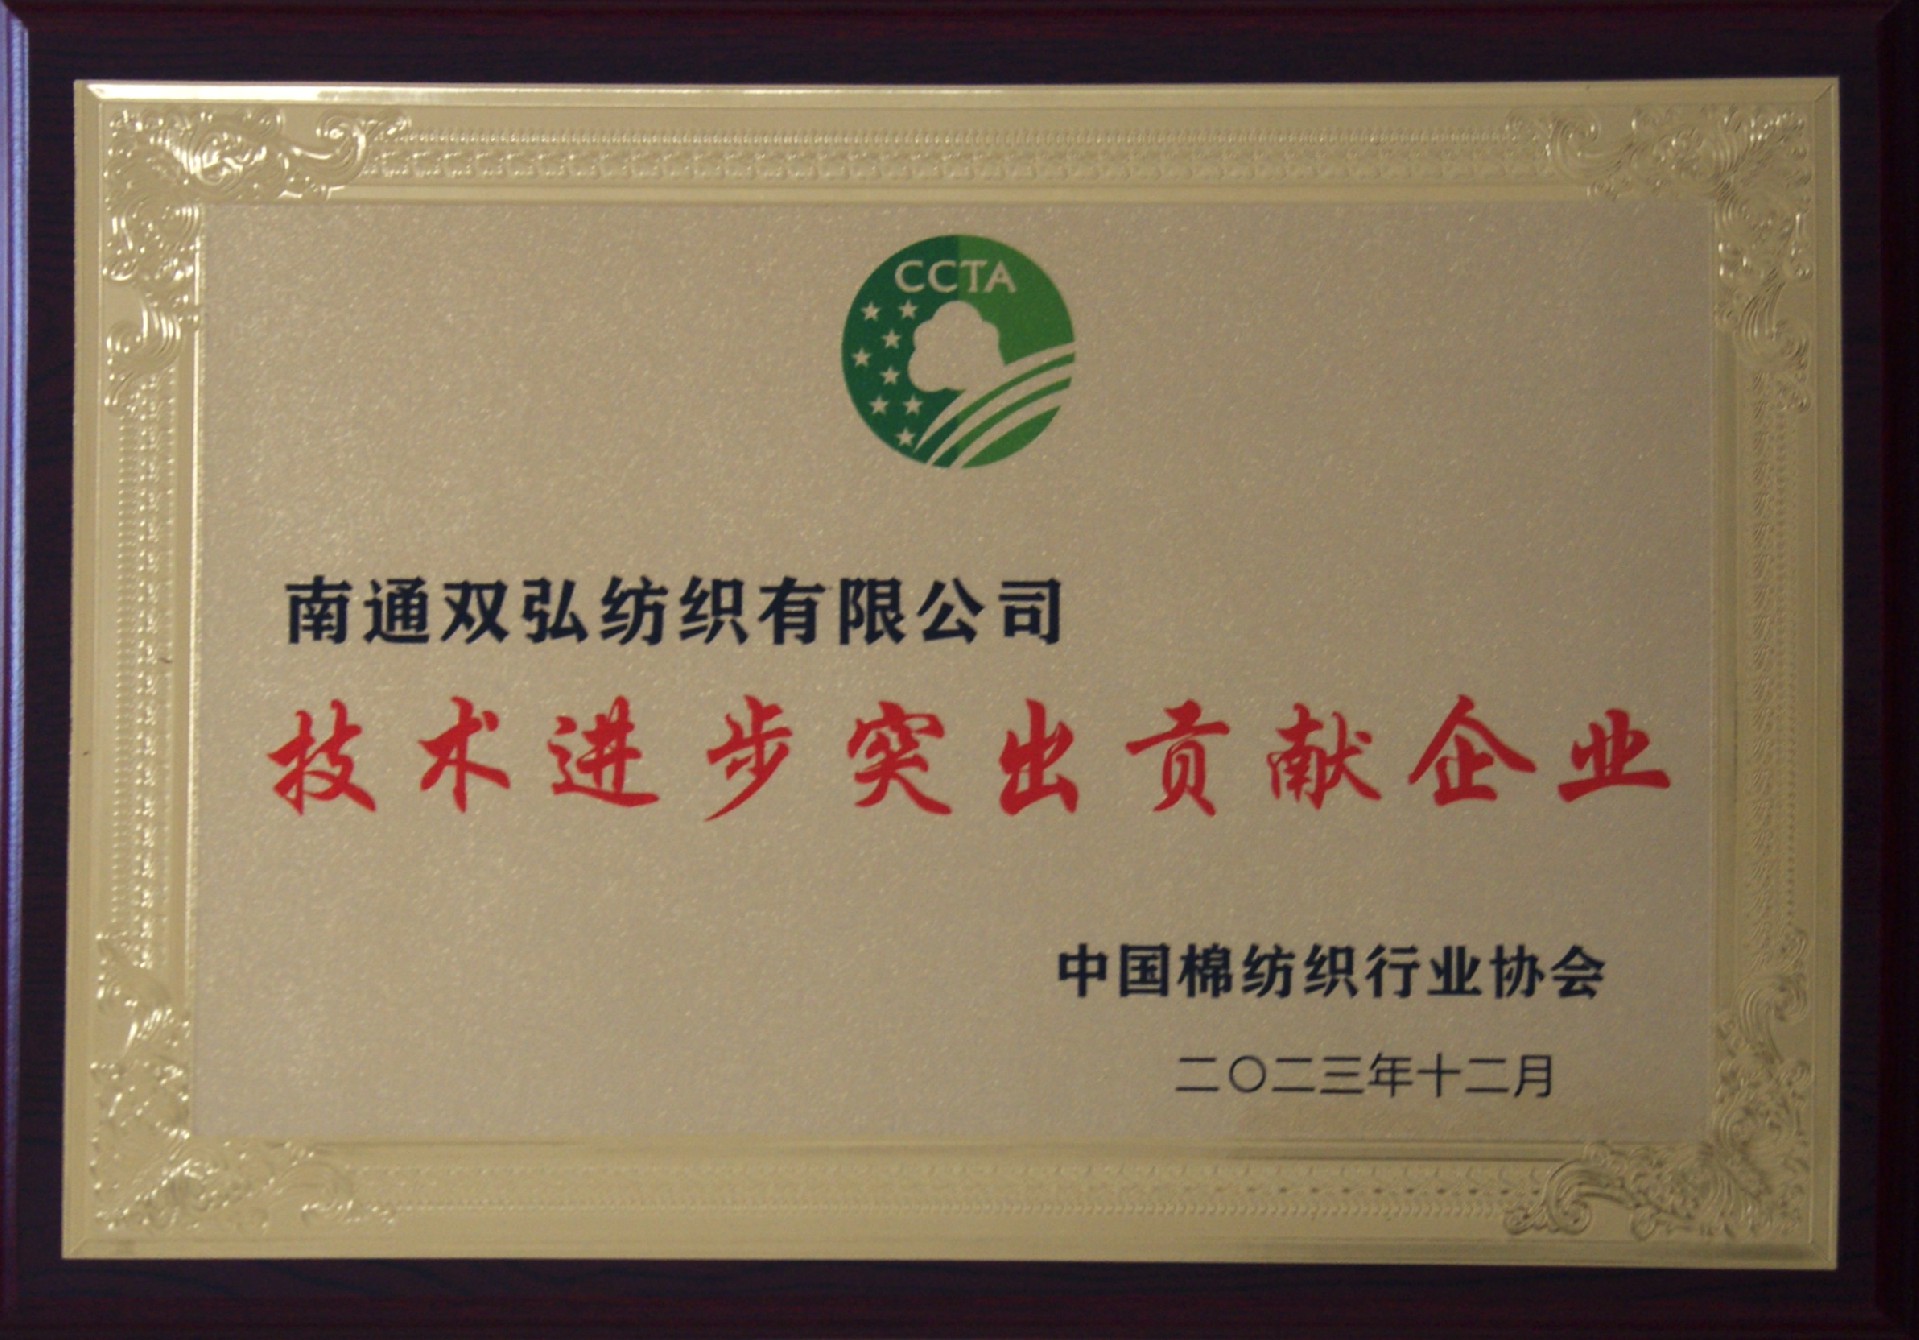 CCTA
南通双弘纺织有限公司
技术进步突出贡献企业
中国棉纺织行业协会
二〇二三年十二月